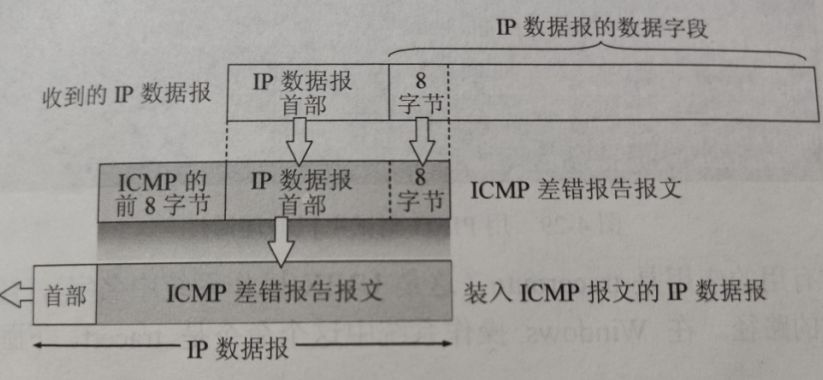 IP 数据报的数据字段
收到的 IP 数据报
IP 数据报
首部
8
字节
ICMP 的
前 8 字节
IP 数据报
首部
8
字节
ICMP 差错报告报文
首部
ICMP 差错报告报文
装入 ICMP 报文的 IP 数据报
IP 数据报